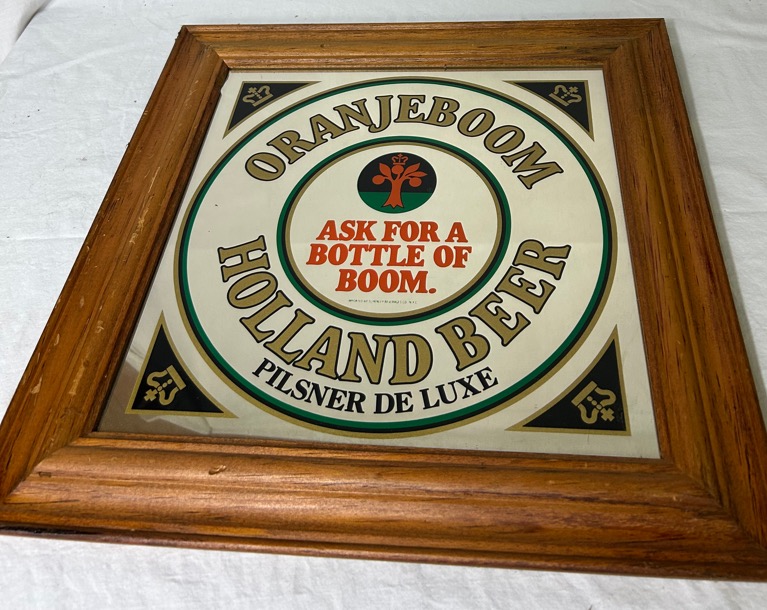 ORANJEBOOM
ASK FOR A
BOTTLE OF
BOOM.
HOLLAND BEER
PILSNER DE LUXE